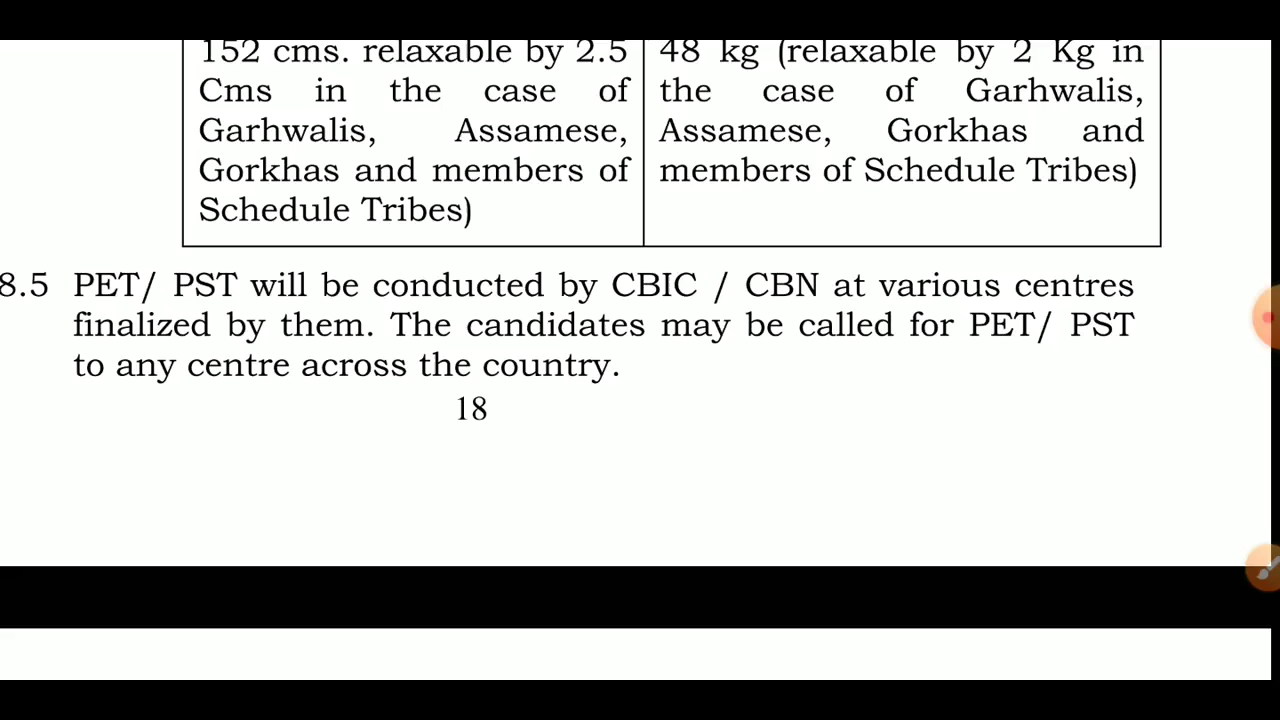 152 cms. relaxable by 2.5
Cms in the case of
Garhwalis, Assamese,
Gorkhas and members of
Schedule Tribes)
48 kg (relaxable by 2 Kg in
the case of Garhwalis,
Assamese, Gorkhas and
members of Schedule Tribes)
8.5 PET/ PST will be conducted by CBIC / CBN at various centres
finalized by them. The candidates may be called for PET/ PST
to any centre across the country.
18